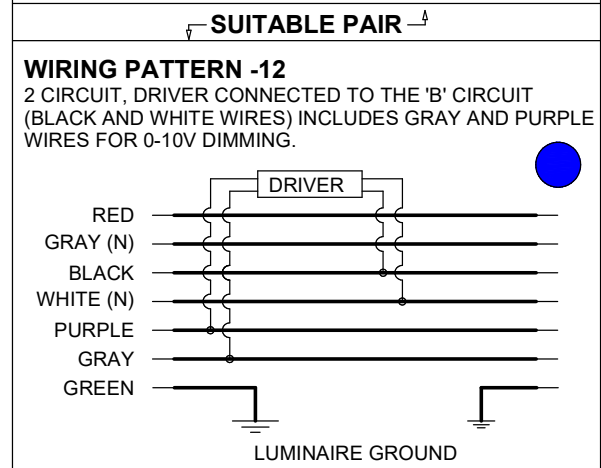 SUITABLE PAIR
WIRING PATTERN -12
2 CIRCUIT, DRIVER CONNECTED TO THE 'B' CIRCUIT
(BLACK AND WHITE WIRES) INCLUDES GRAY AND PURPLE
WIRES FOR 0-10V DIMMING.
DRIVER
RED
GRAY (N)
BLACK
WHITE (N)
PURPLE
GRAY
GREEN
LUMINAIRE GROUND